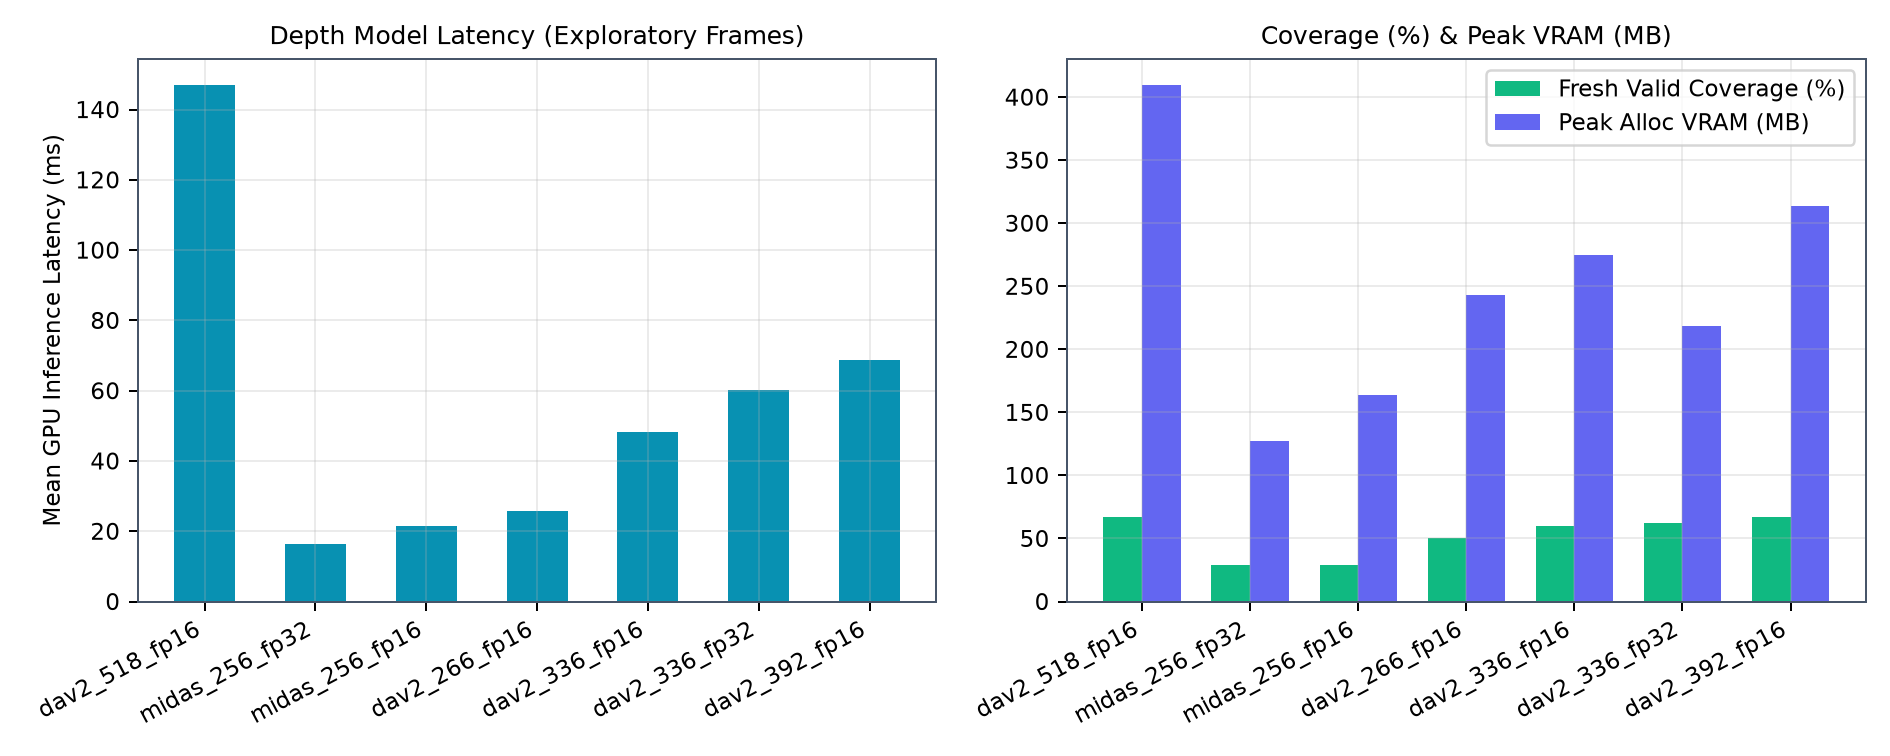 Depth Model Latency (Exploratory Frames)
Mean GPU Inference Latency (ms)
140
120
100
80
60
40
20
0
dav2_518_fp16
midas_256_fp32
midas_256_fp16
dav2_266_fp16
dav2_336_fp16
dav2_336_fp32
dav2_392_fp16
Coverage (%) & Peak VRAM (MB)
Fresh Valid Coverage (%)
Peak Alloc VRAM (MB)
400
350
300
250
200
150
100
50
0
dav2_518_fp16
midas_256_fp32
midas_256_fp16
dav2_266_fp16
dav2_336_fp16
dav2_336_fp32
dav2_392_fp16